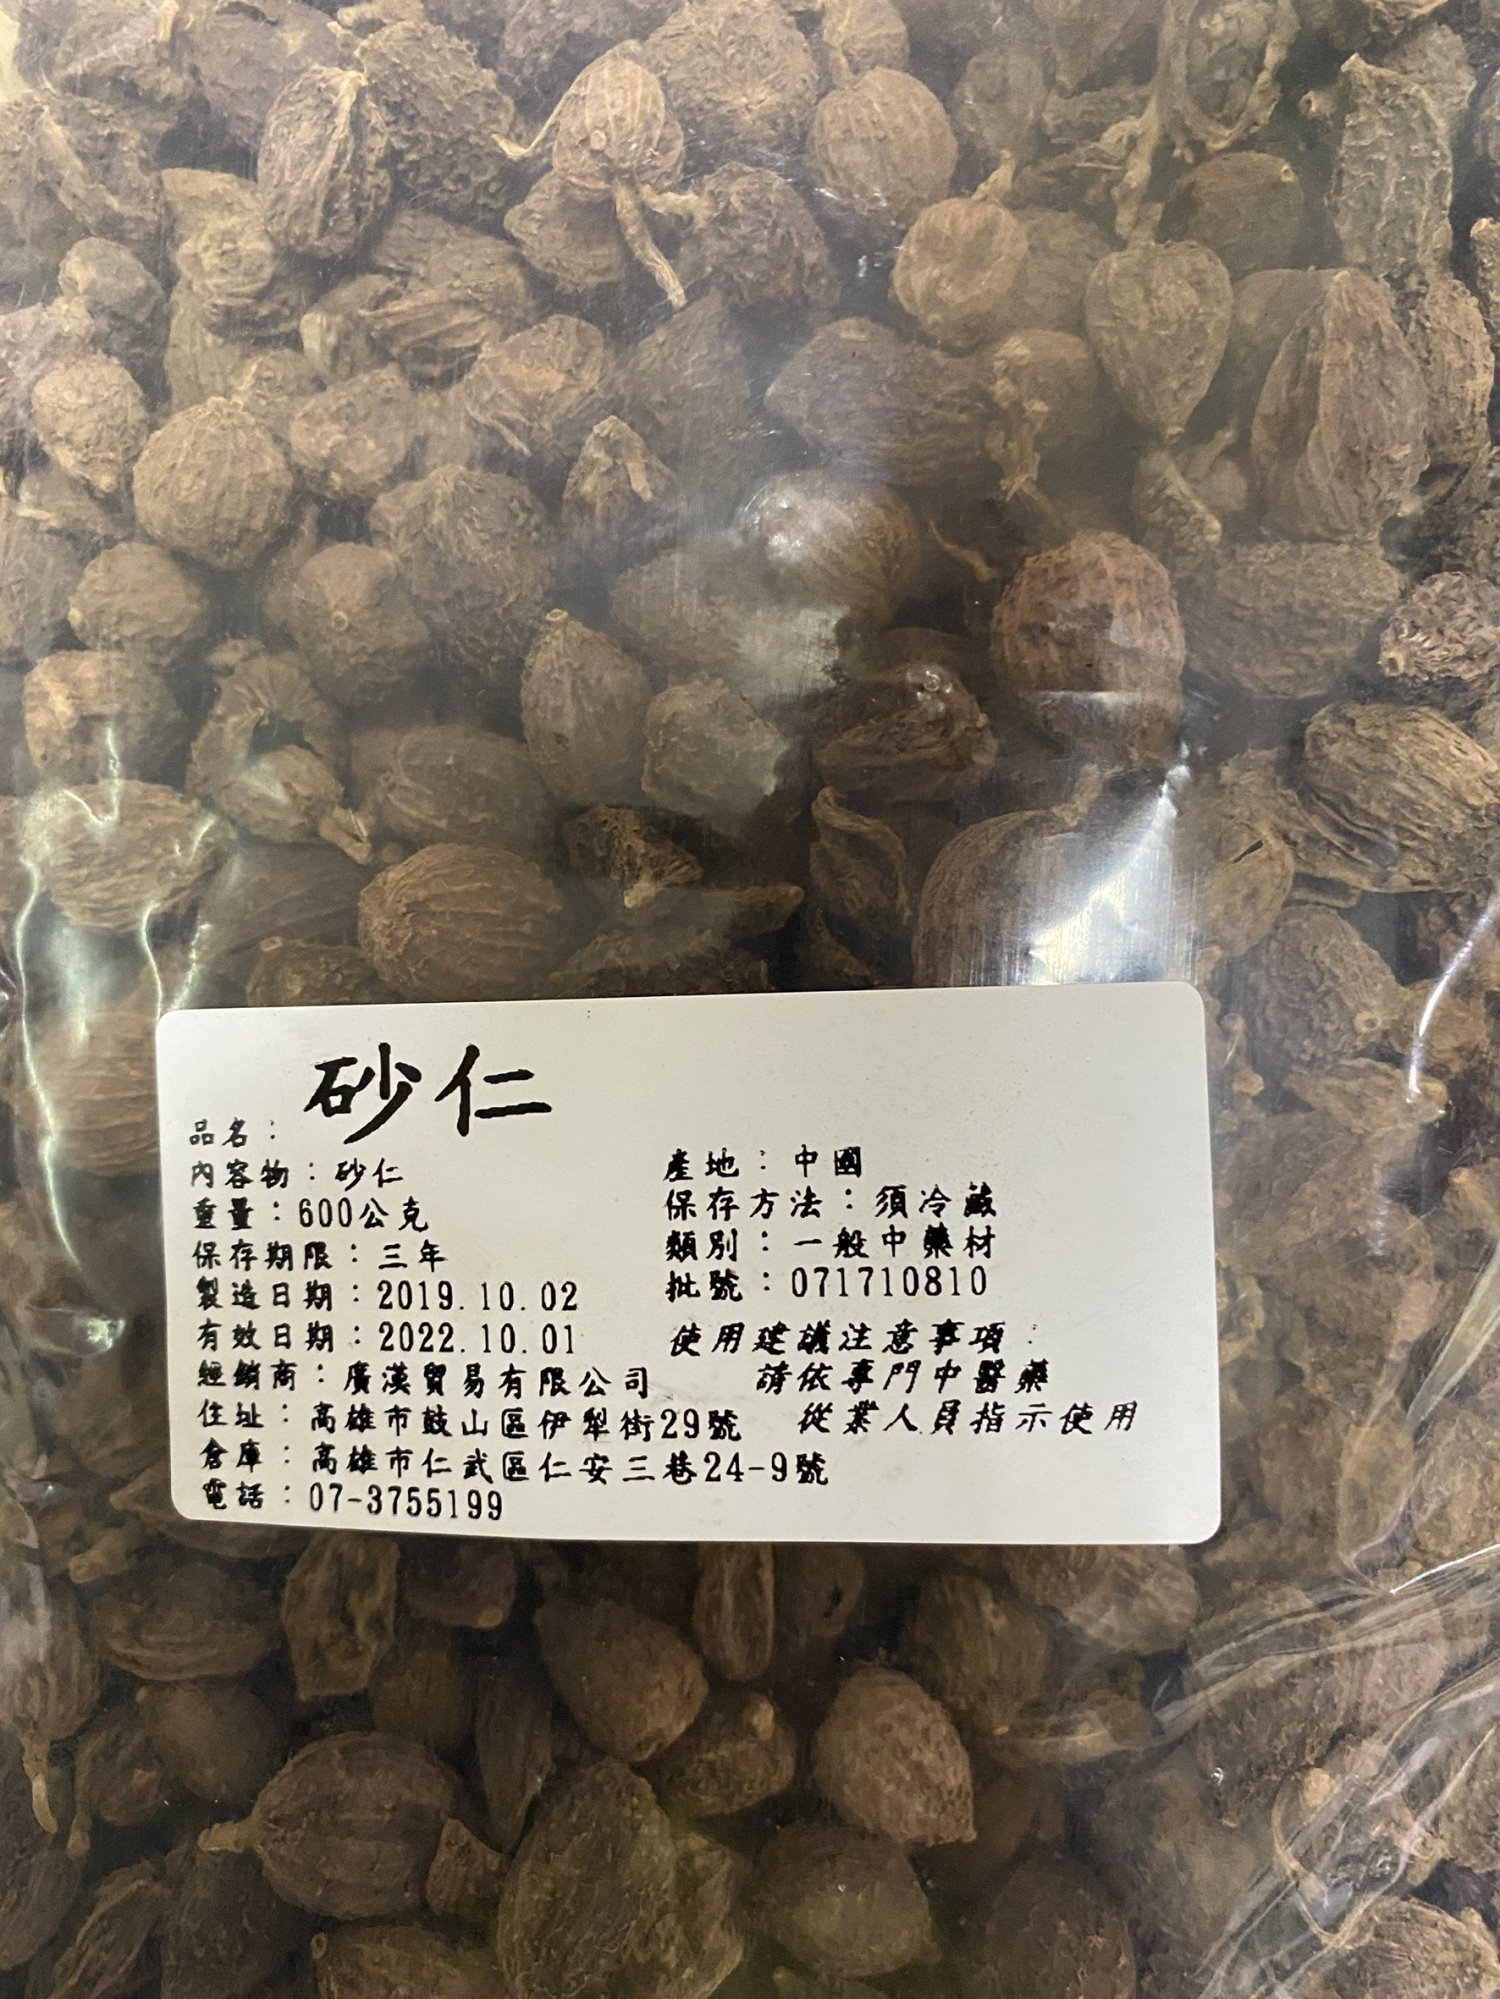 品名：砂仁
內容物：砂仁
重量：600公克
保存期限：三年
製造日期：2019.10.02
有效日期：2022.10.01
經銷商：廣漢貿易有限公司
住址：高雄市鼓山區伊犁街29號
倉庫：高雄市仁武區仁安三巷24-9號
電話：07-3755199
產地：中國
保存方法：須冷藏
類別：一般中藥材
批號：071710810
使用建議注意事項：
請依專門中醫藥
從業人員指示使用